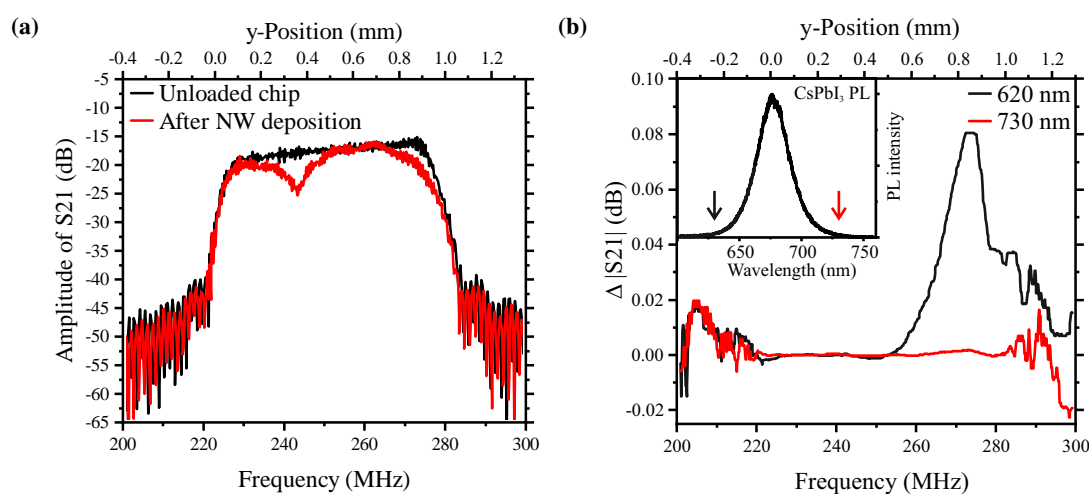 (a)
y-Position (mm)
-0.4 -0.2 0.0 0.2 0.4 0.6 0.8 1.0 1.2
-5
-10
-15
-20
-25
-30
-35
-40
-45
-50
-55
-60
-65
Amplitude of S21 (dB)
Unloaded chip
After NW deposition
200 220 240 260 280 300
Frequency (MHz)
(b)
y-Position (mm)
-0.4 -0.2 0.0 0.2 0.4 0.6 0.8 1.0 1.2
0.10
0.08
0.06
0.04
0.02
0.00
-0.02
Δ |S21| (dB)
CsPbI₃ PL
PL intensity
650 700 750
Wavelength (nm)
620 nm
730 nm
200 220 240 260 280 300
Frequency (MHz)